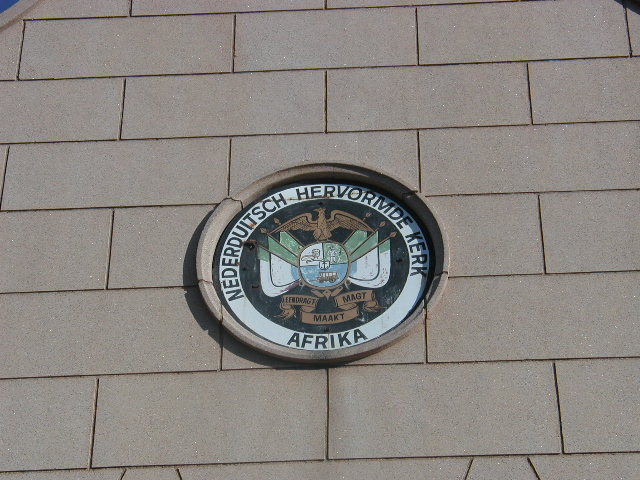 NEDERDUITSCH HERVORMDE KERK
EENDRAGT MAAKT MAGT
AFRIKA